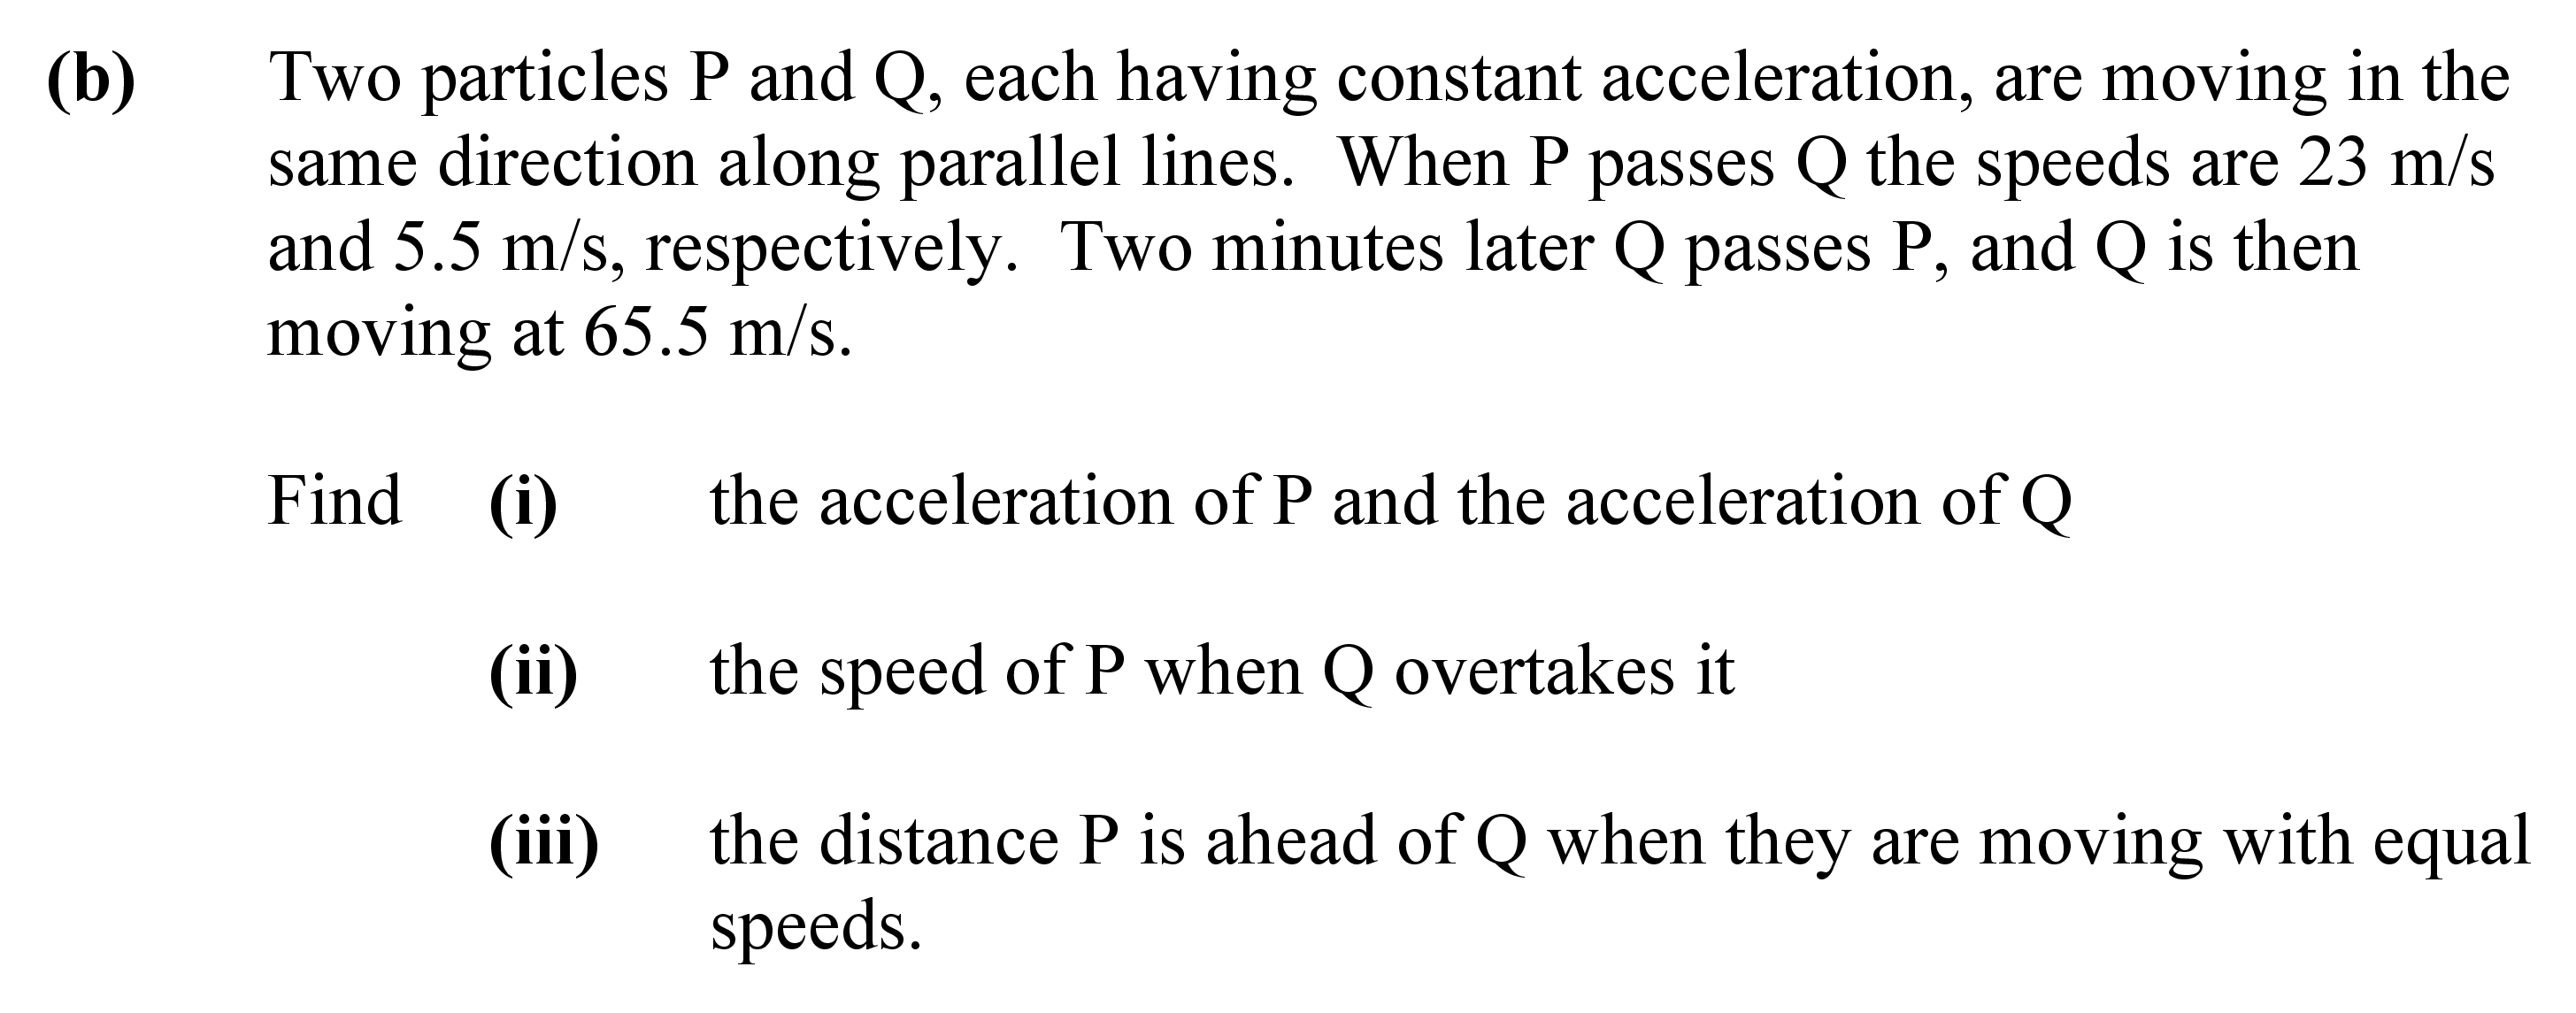 (b) Two particles P and Q, each having constant acceleration, are moving in the
same direction along parallel lines. When P passes Q the speeds are 23 m/s
and 5.5 m/s, respectively. Two minutes later Q passes P, and Q is then
moving at 65.5 m/s.
Find (i) the acceleration of P and the acceleration of Q
(ii) the speed of P when Q overtakes it
(iii) the distance P is ahead of Q when they are moving with equal
speeds.